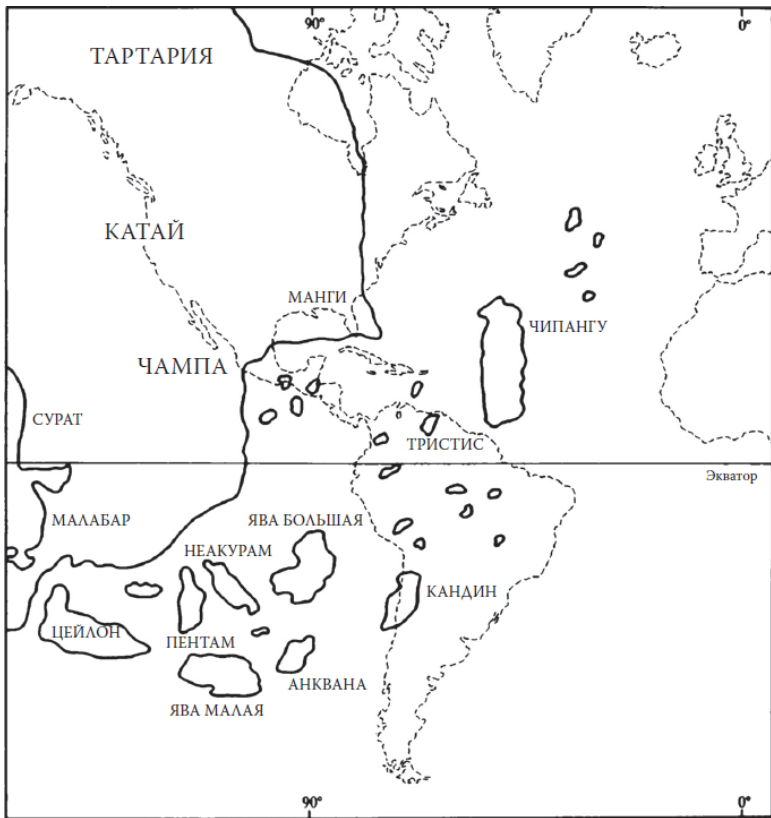 90°
0°
ТАРТАРИЯ
КАТАЙ
МАНГИ
ЧИПАНГУ
ЧАМПА
СУРАТ
ТРИСТИС
Экватор
МАЛАБАР
ЯВА БОЛЬШАЯ
НЕАКУРАМ
КАНДИН
ЦЕЙЛОН
ПЕНТАМ
АНКВАНА
ЯВА МАЛАЯ
90°
0°